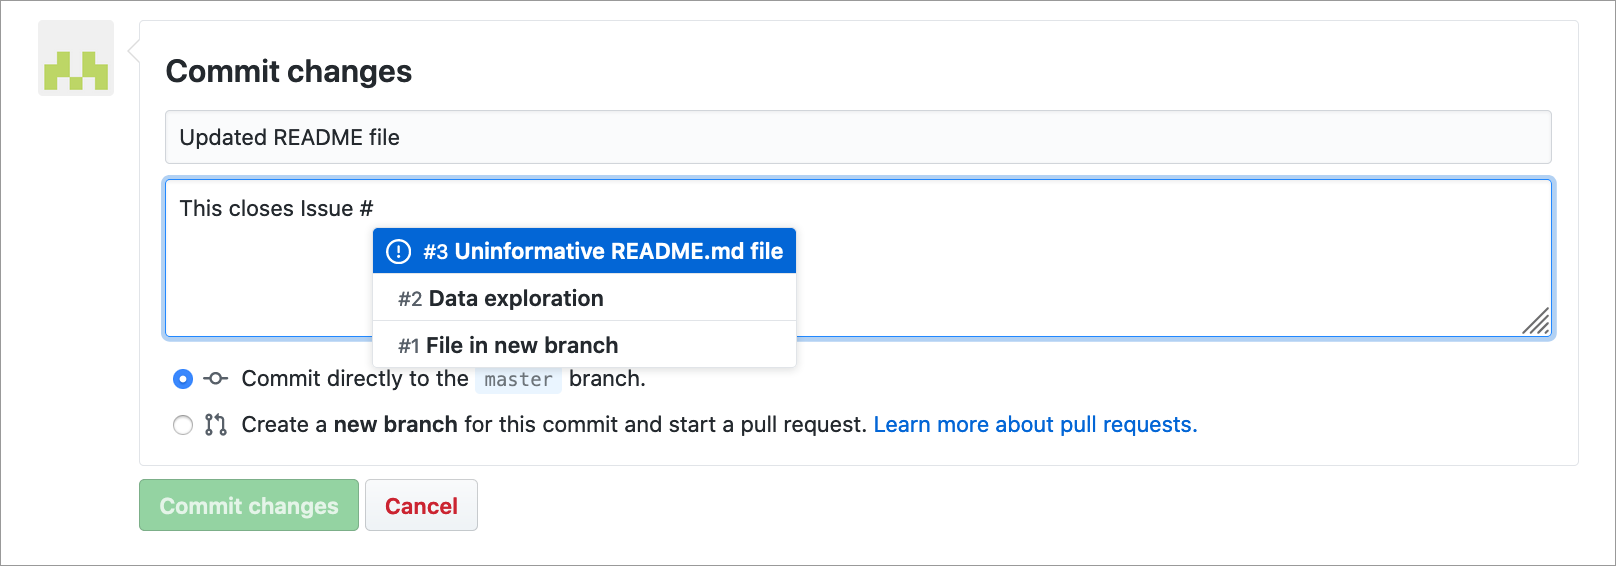 Commit changes
Updated README file
This closes Issue #
#3 Uninformative README.md file
#2 Data exploration
#1 File in new branch
Commit directly to the master branch.
Create a new branch for this commit and start a pull request. Learn more about pull requests.
Commit changes Cancel